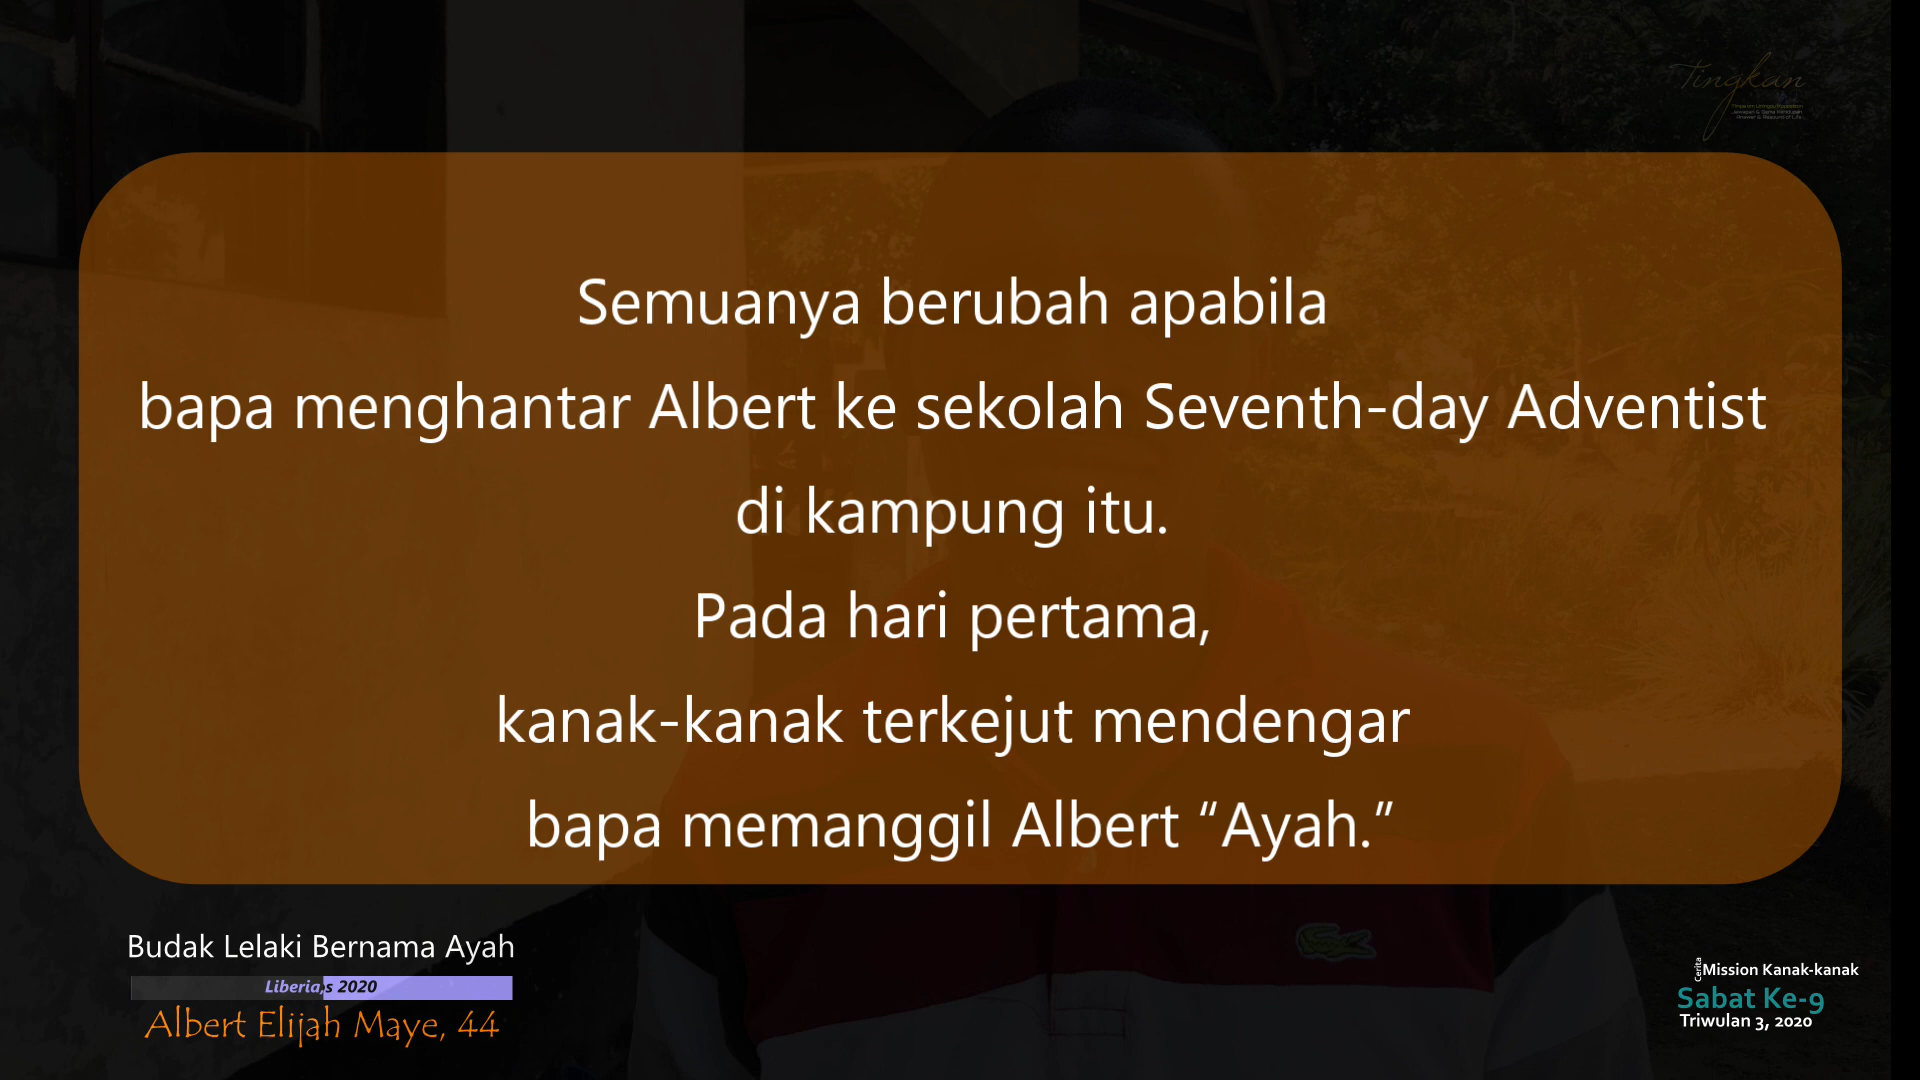 Tingkan
Semuanya berubah apabila
bapa menghantar Albert ke sekolah Seventh-day Adventist
di kampung itu.
Pada hari pertama,
kanak-kanak terkejut mendengar
bapa memanggil Albert “Ayah.”
Budak Lelaki Bernama Ayah
Liberia, 2020
Albert Elijah Maye, 44
Cerita
Mission Kanak-kanak
Sabat Ke-9
Triwulan 3, 2020